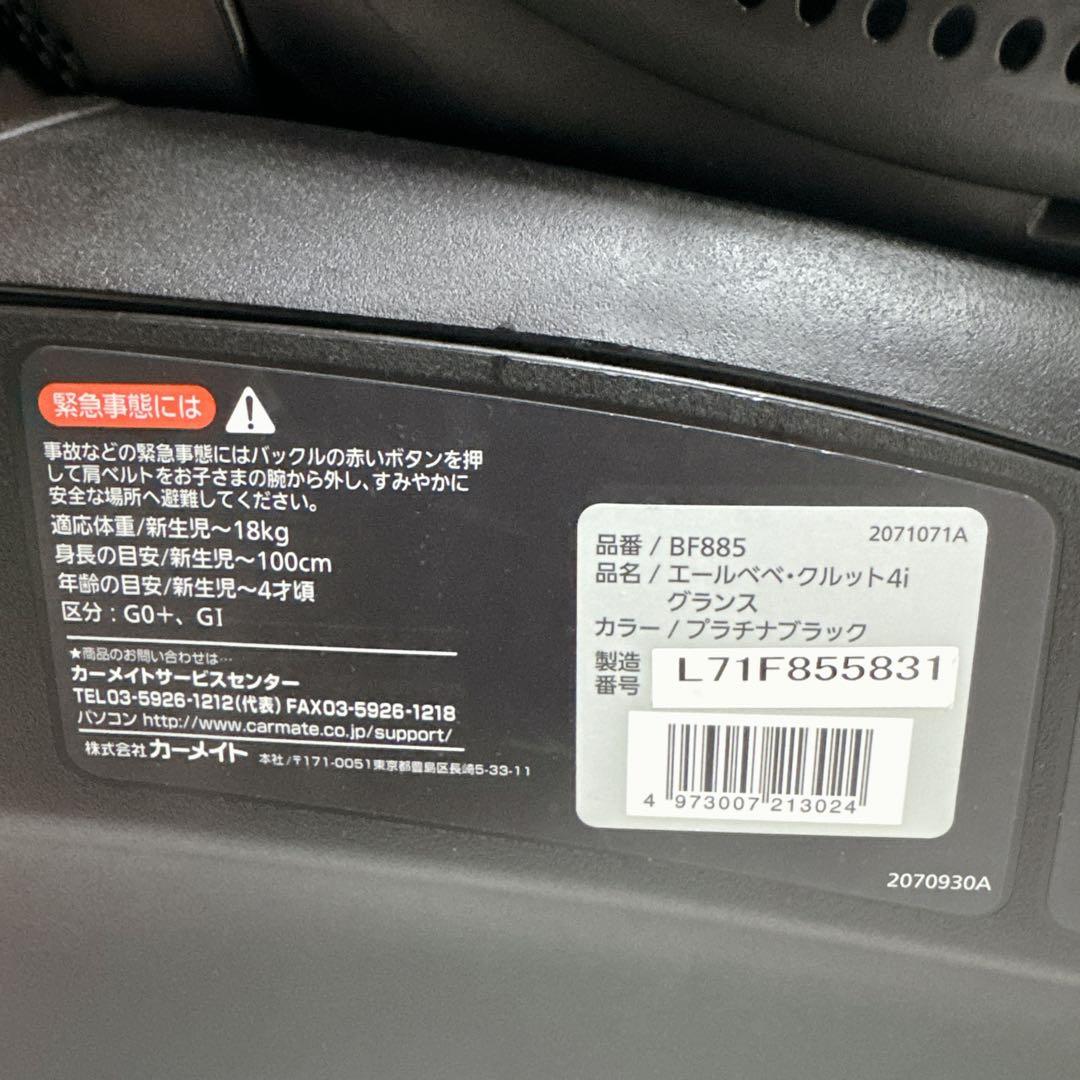 緊急事態には
事故などの緊急事態にはバックルの赤いボタンを押
して肩ベルトをお子さまの腕から外し、すみやかに
安全な場所へ避難してください。
適応体重/新生児～18kg
身長の目安/新生児～100cm
年齢の目安/新生児～4才頃
区分：G0＋、GI
★商品のお問い合わせは…
カーメイトサービスセンター
TEL03-5926-1212(代表) FAX03-5926-1218
パソコン http://www.carmate.co.jp/support/
株式会社 カーメイト 本社/〒171-0051東京都豊島区長崎5-33-11
2071071A
品番 / BF885
品名 / エールベベ・クルット4i
グランス
カラー / プラチナブラック
製造
番号 L71F855831
4 973007 213024
2070930A